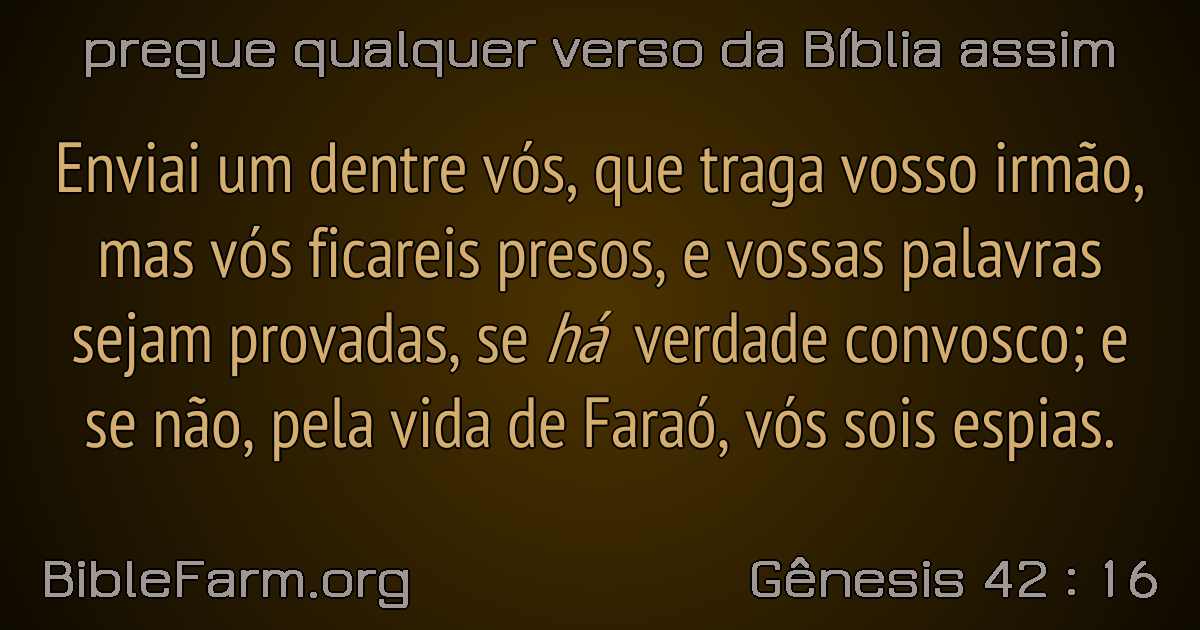 pregue qualquer verso da Bíblia assim
Enviai um dentre vós, que traga vosso irmão,
mas vós ficareis presos, e vossas palavras
sejam provadas, se há verdade convosco; e
se não, pela vida de Faraó, vós sois espias.
BibleFarm.org
Gênesis 42 : 16